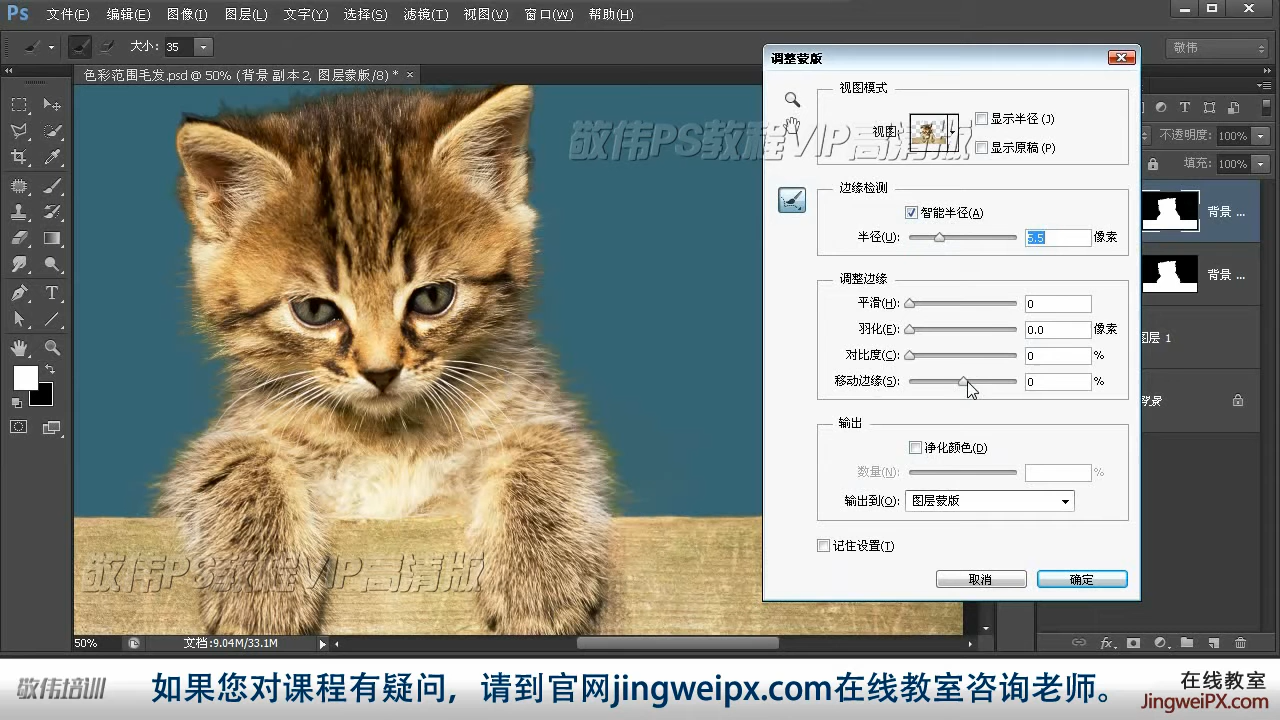 Ps 文件(F) 编辑(E) 图像(I) 图层(L) 文字(Y) 选择(S) 滤镜(T) 视图(V) 窗口(W) 帮助(H)
大小: 35
敬伟
色彩范围毛发.psd @ 50% (背景 副本 2, 图层蒙版/8) * ×
调整蒙版
视图模式
视图:
显示半径 (J)
显示原稿 (P)
敬伟PS教程VIP高清版
边缘检测
智能半径(A)
半径(U): 5.5 像素
调整边缘
平滑(H): 0
羽化(E): 0.0 像素
对比度(C): 0 %
移动边缘(S): 0 %
输出
净化颜色(D)
数量(N): %
输出到(O): 图层蒙版
记住设置(T)
取消 确定
不透明度: 100%
填充: 100%
背景 ...
背景 ...
图层 1
背景
敬伟PS教程VIP高清版
50% 文档:9.04M/33.1M
fx
敬伟培训 如果您对课程有疑问，请到官网jingweipx.com在线教室咨询老师。 在线教室
JingweiPX.com